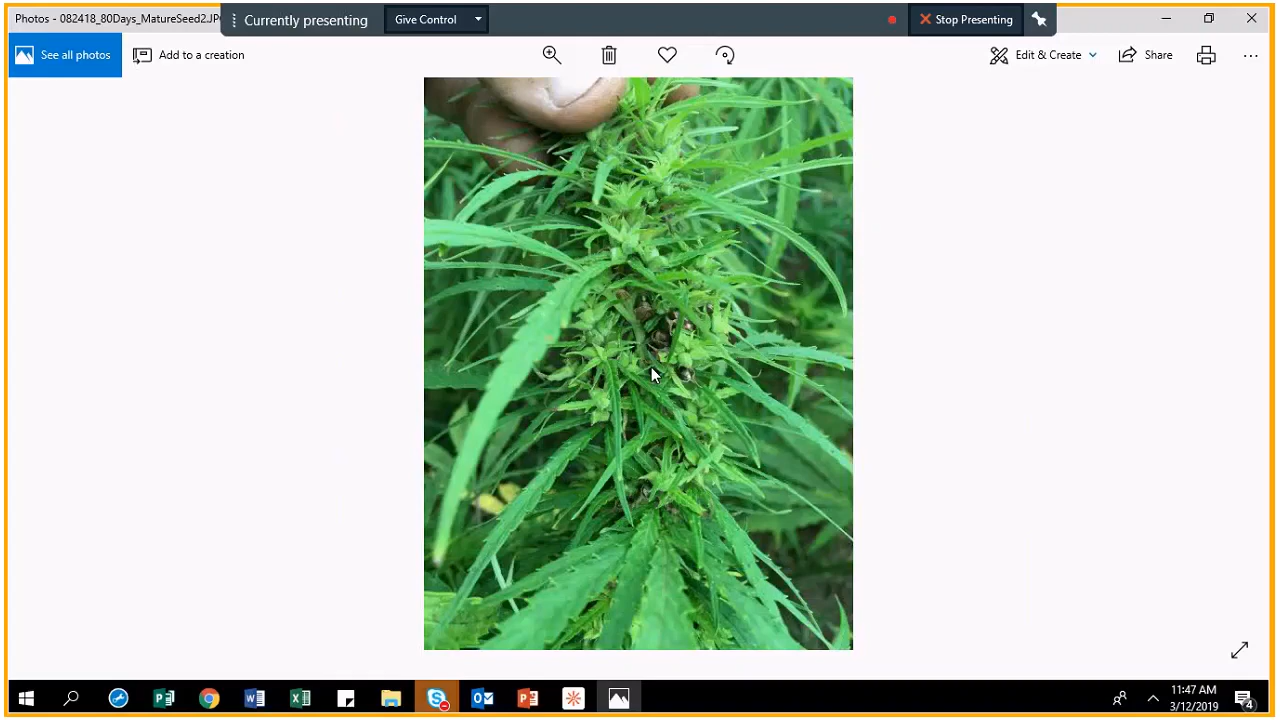 Photos - 082418_80Days_MatureSeed2.JP
Currently presenting
Give Control
Stop Presenting
See all photos
Add to a creation
Edit & Create
Share
11:47 AM
3/12/2019
4